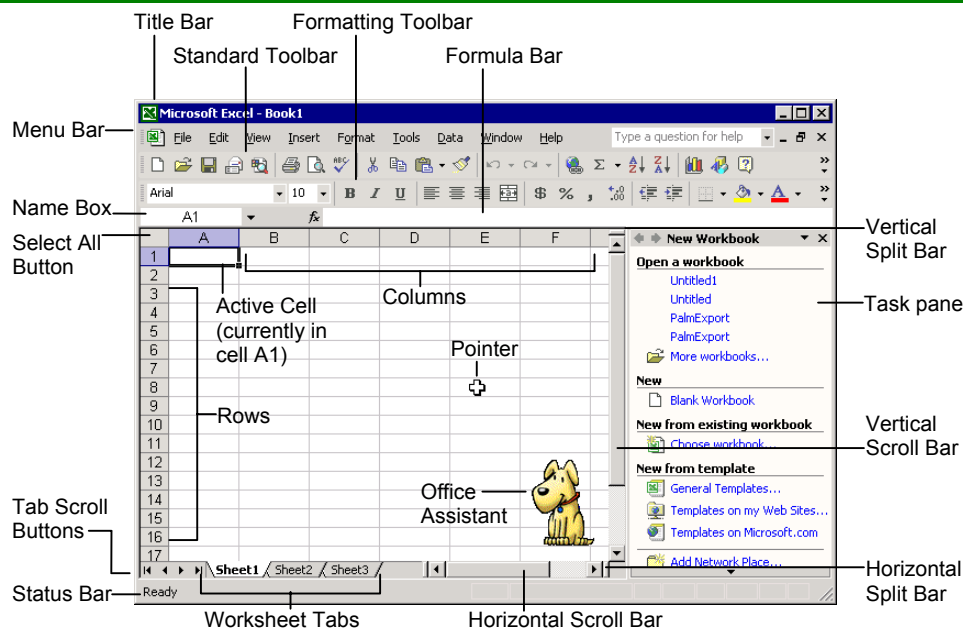 Title Bar
Formatting Toolbar
Standard Toolbar
Formula Bar
Microsoft Excel - Book1
Menu Bar
File Edit View Insert Format Tools Data Window Help
Type a question for help
Arial
10
B I U
$ % ,
Name Box
A1
fx
Select All
Button
A B C D E F
New Workbook
Vertical
Split Bar
1
2
3
4
5
6
7
8
9
10
11
12
13
14
15
16
17
Active Cell
(currently in
cell A1)
Columns
Pointer
Rows
Office
Assistant
Open a workbook
Untitled1
Untitled
PalmExport
PalmExport
More workbooks...
Task pane
New
Blank Workbook
New from existing workbook
Choose workbook...
Vertical
Scroll Bar
New from template
General Templates...
Templates on my Web Sites...
Templates on Microsoft.com
Add Network Place...
Tab Scroll
Buttons
Sheet1 Sheet2 Sheet3
Horizontal
Split Bar
Status Bar
Ready
Worksheet Tabs
Horizontal Scroll Bar